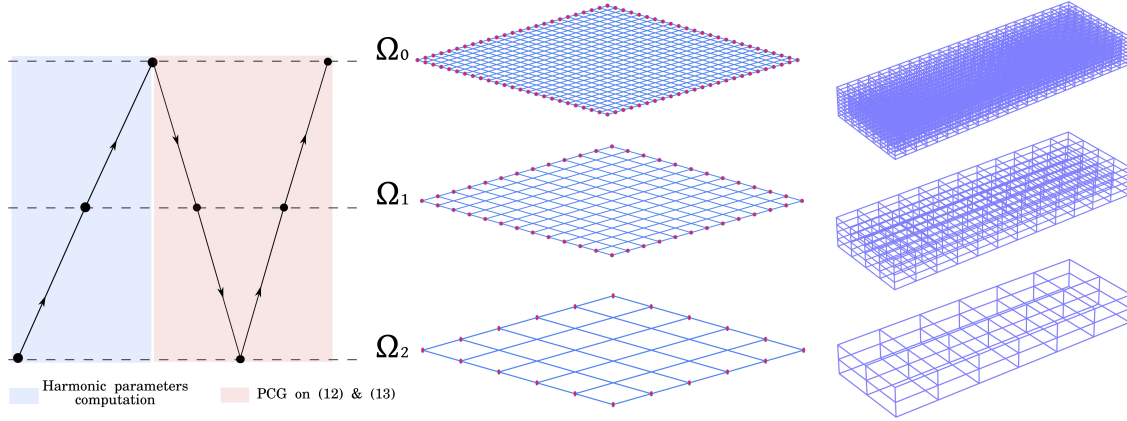 Ω₀
Ω₁
Ω₂
Harmonic parameters
computation
PCG on (12) & (13)